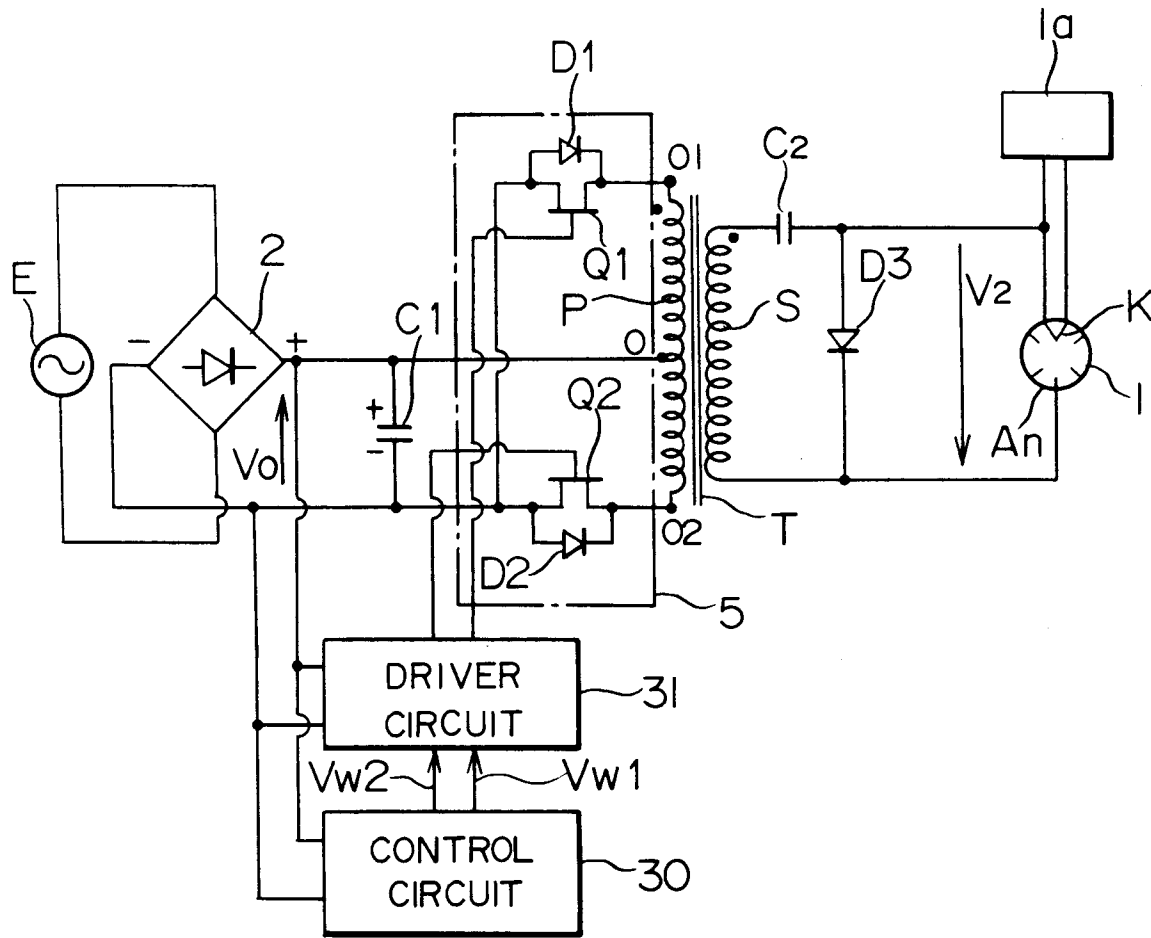 1a
D1
C2
O1
E
2
Q1
D3
V2
K
-
+
C1
P
O
S
+
-
Q2
1
An
Vo
D2
O2
T
5
DRIVER
CIRCUIT
31
Vw2
Vw1
CONTROL
CIRCUIT
30